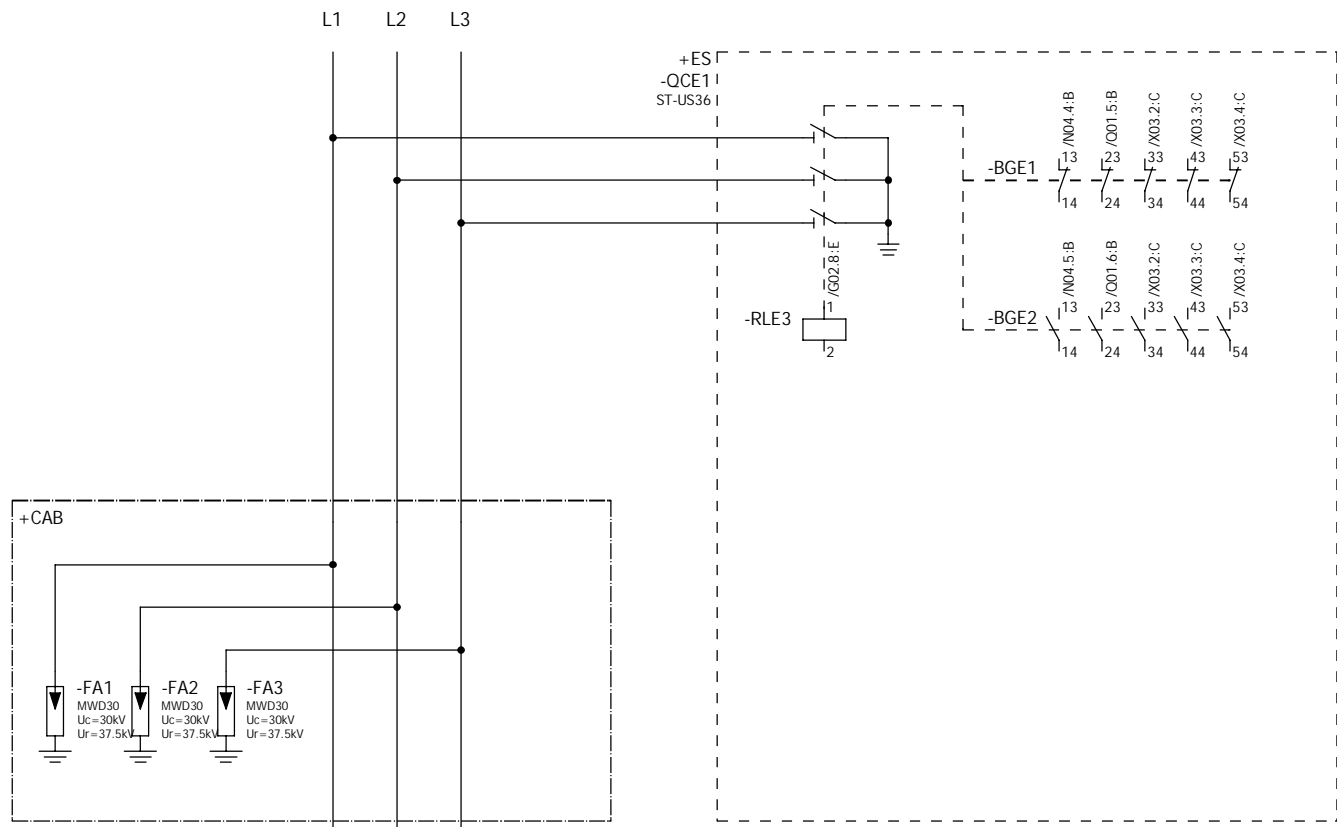 L1 L2 L3
+ES
-QCE1
ST-US36
/N04.4:B /Q01.5:B /X03.2:C /X03.3:C /X03.4:C
13 23 33 43 53
-BGE1
14 24 34 44 54
/G02.8:E
/N04.5:B /Q01.6:B /X03.2:C /X03.3:C /X03.4:C
13 23 33 43 53
-BGE2
14 24 34 44 54
1
-RLE3
2
+CAB
-FA1
MWD30
Uc=30kV
Ur=37.5kV
-FA2
MWD30
Uc=30kV
Ur=37.5kV
-FA3
MWD30
Uc=30kV
Ur=37.5kV